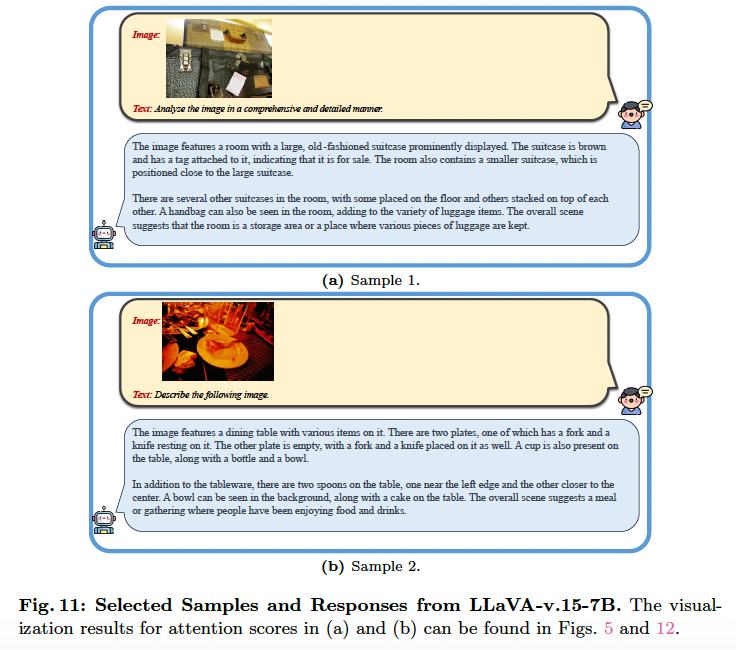 Image:
Text: Analyze the image in a comprehensive and detailed manner.
The image features a room with a large, old-fashioned suitcase prominently displayed. The suitcase is brown
and has a tag attached to it, indicating that it is for sale. The room also contains a smaller suitcase, which is
positioned close to the large suitcase.
There are several other suitcases in the room, with some placed on the floor and others stacked on top of each
other. A handbag can also be seen in the room, adding to the variety of luggage items. The overall scene
suggests that the room is a storage area or a place where various pieces of luggage are kept.
(a) Sample 1.
Image:
Text: Describe the following image.
The image features a dining table with various items on it. There are two plates, one of which has a fork and a
knife resting on it. The other plate is empty, with a fork and a knife placed on it as well. A cup is also present on
the table, along with a bottle and a bowl.
In addition to the tableware, there are two spoons on the table, one near the left edge and the other closer to the
center. A bowl can be seen in the background, along with a cake on the table. The overall scene suggests a meal
or gathering where people have been enjoying food and drinks.
(b) Sample 2.
Fig. 11: Selected Samples and Responses from LLaVA-v.15-7B. The visual-
ization results for attention scores in (a) and (b) can be found in Figs. 5 and 12.